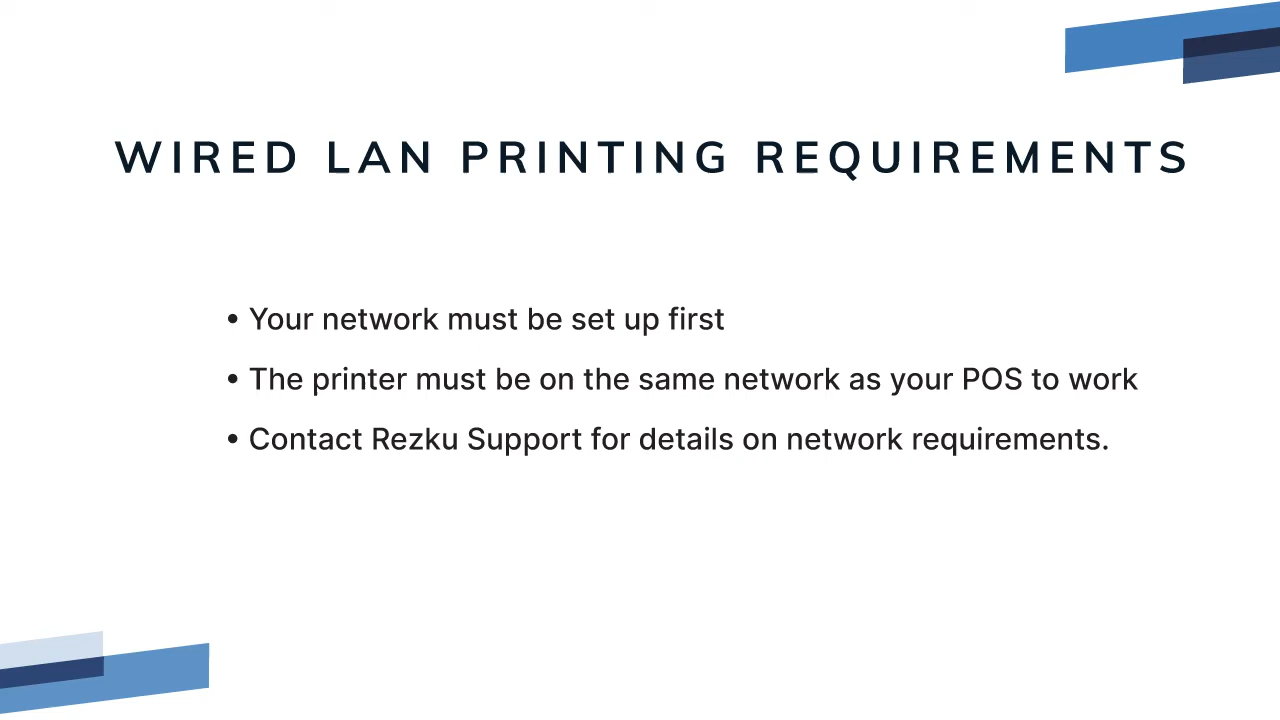 WIRED LAN PRINTING REQUIREMENTS
• Your network must be set up first
• The printer must be on the same network as your POS to work
• Contact Rezku Support for details on network requirements.